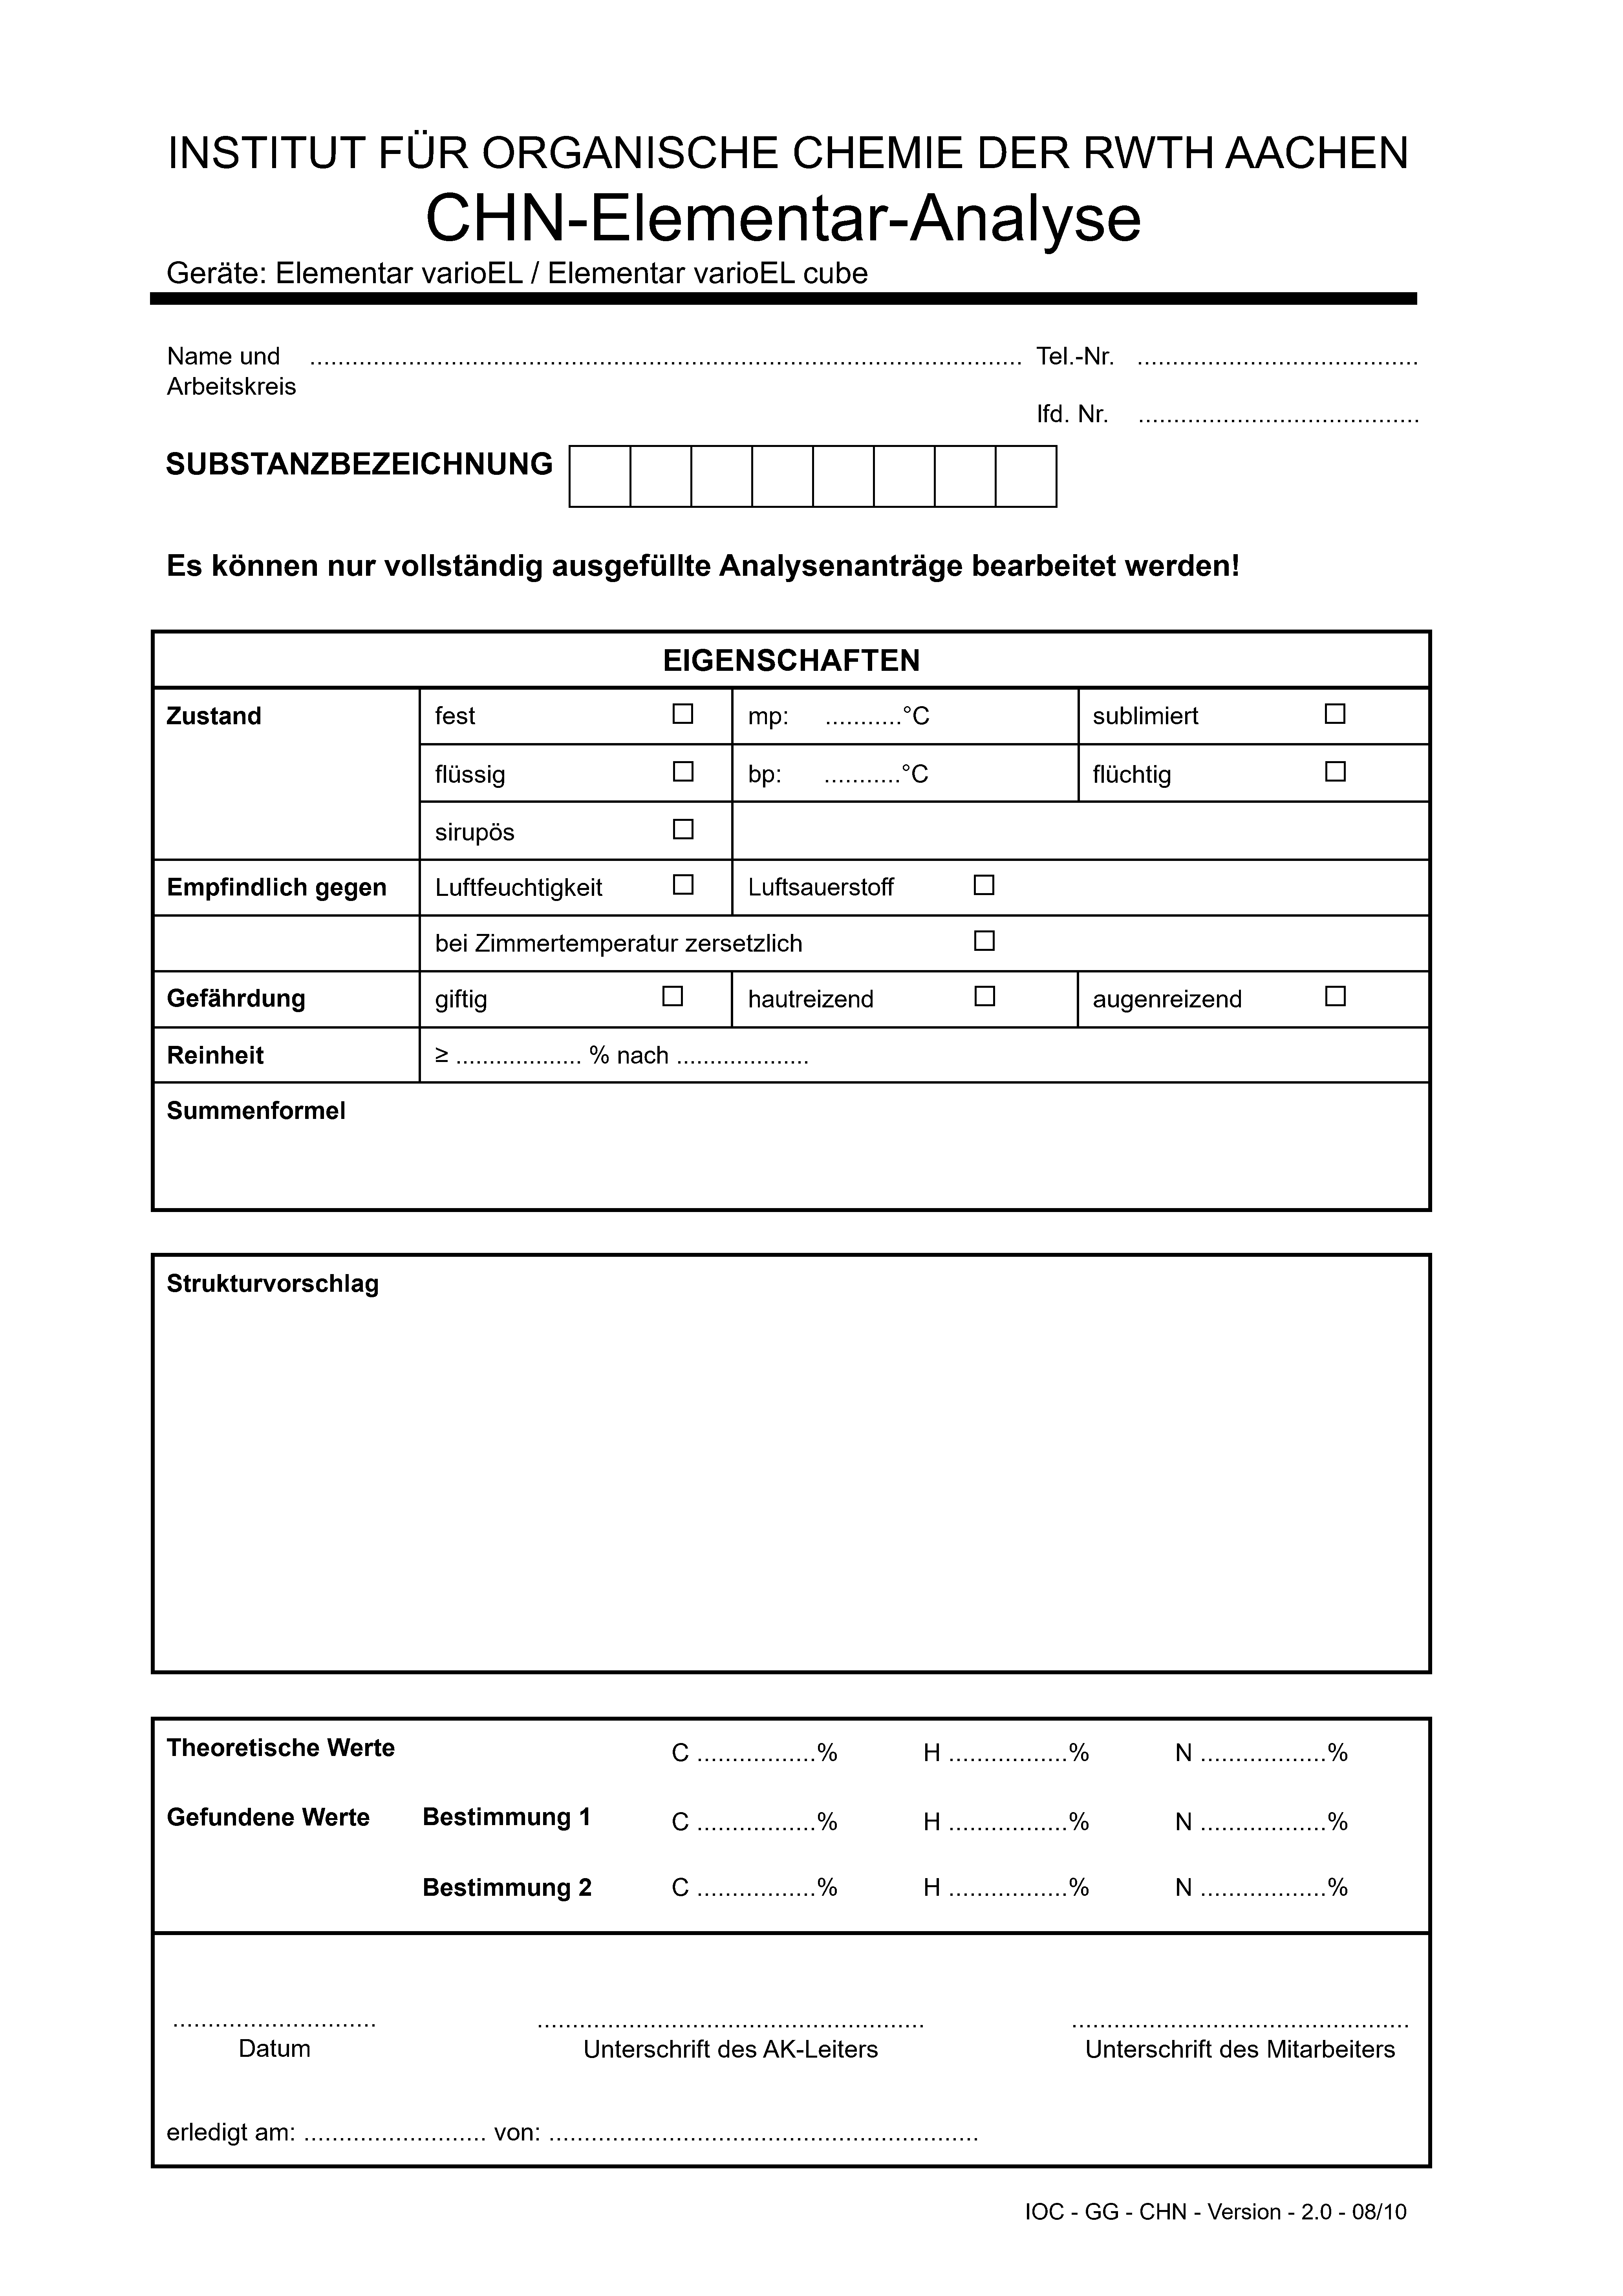 INSTITUT FÜR ORGANISCHE CHEMIE DER RWTH AACHEN
CHN-Elementar-Analyse
Geräte: Elementar varioEL / Elementar varioEL cube
Name und ........................................................................................................ Tel.-Nr. ........................................
Arbeitskreis
lfd. Nr. ........................................
SUBSTANZBEZEICHNUNG
Es können nur vollständig ausgefüllte Analysenanträge bearbeitet werden!
EIGENSCHAFTEN
Zustand fest ☐ mp: ...........°C sublimiert ☐
flüssig ☐ bp: ...........°C flüchtig ☐
sirupös ☐
Empfindlich gegen Luftfeuchtigkeit ☐ Luftsauerstoff ☐
bei Zimmertemperatur zersetzlich ☐
Gefährdung giftig ☐ hautreizend ☐ augenreizend ☐
Reinheit ≥ ................... % nach ....................
Summenformel
Strukturvorschlag
Theoretische Werte C .................% H .................% N ..................%
Gefundene Werte Bestimmung 1 C .................% H .................% N ..................%
Bestimmung 2 C .................% H .................% N ..................%
............................. ....................................................... ................................................
Datum Unterschrift des AK-Leiters Unterschrift des Mitarbeiters
erledigt am: .......................... von: .............................................................
IOC - GG - CHN - Version - 2.0 - 08/10